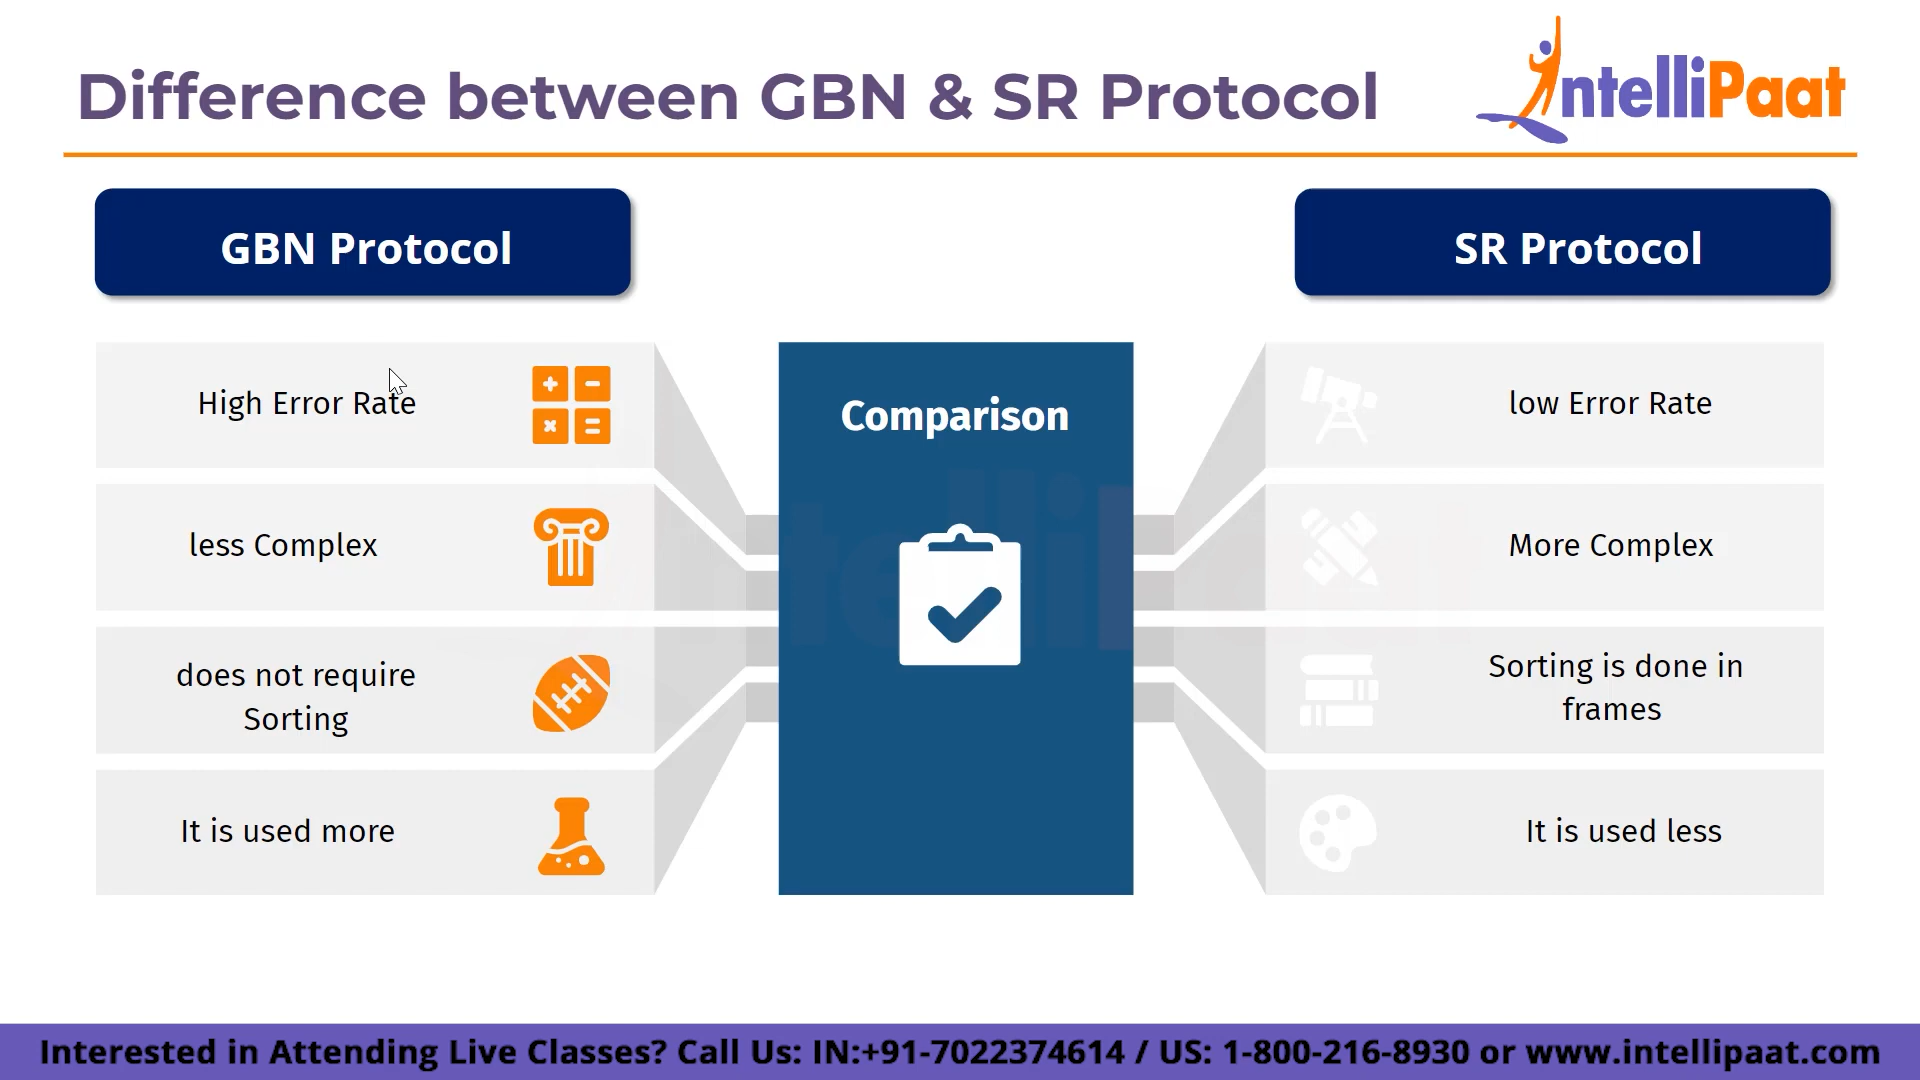 Difference between GBN & SR Protocol
ntelliPaat
GBN Protocol
SR Protocol
High Error Rate
less Complex
does not require
Sorting
It is used more
Comparison
low Error Rate
More Complex
Sorting is done in
frames
It is used less
Interested in Attending Live Classes? Call Us: IN:+91-7022374614 / US: 1-800-216-8930 or www.intellipaat.com